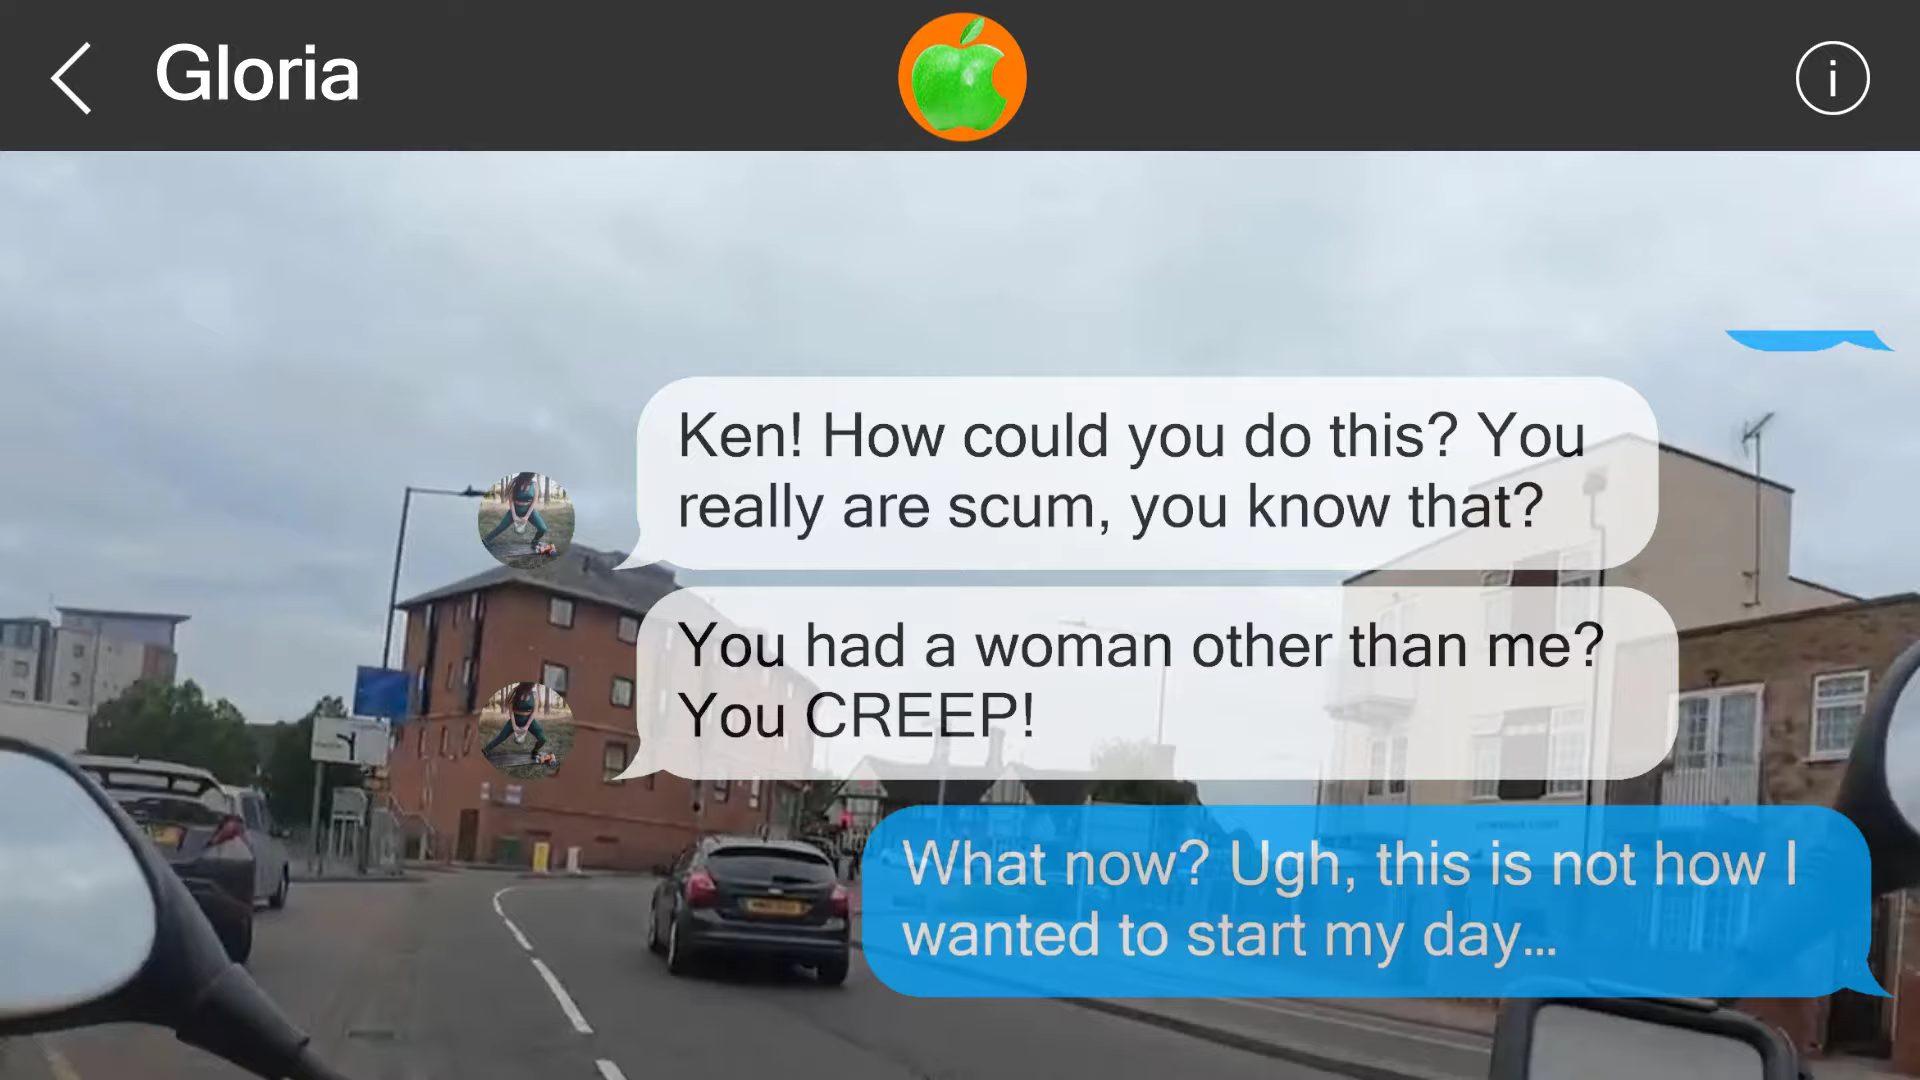 Gloria
Ken! How could you do this? You
really are scum, you know that?
You had a woman other than me?
You CREEP!
What now? Ugh, this is not how I
wanted to start my day...